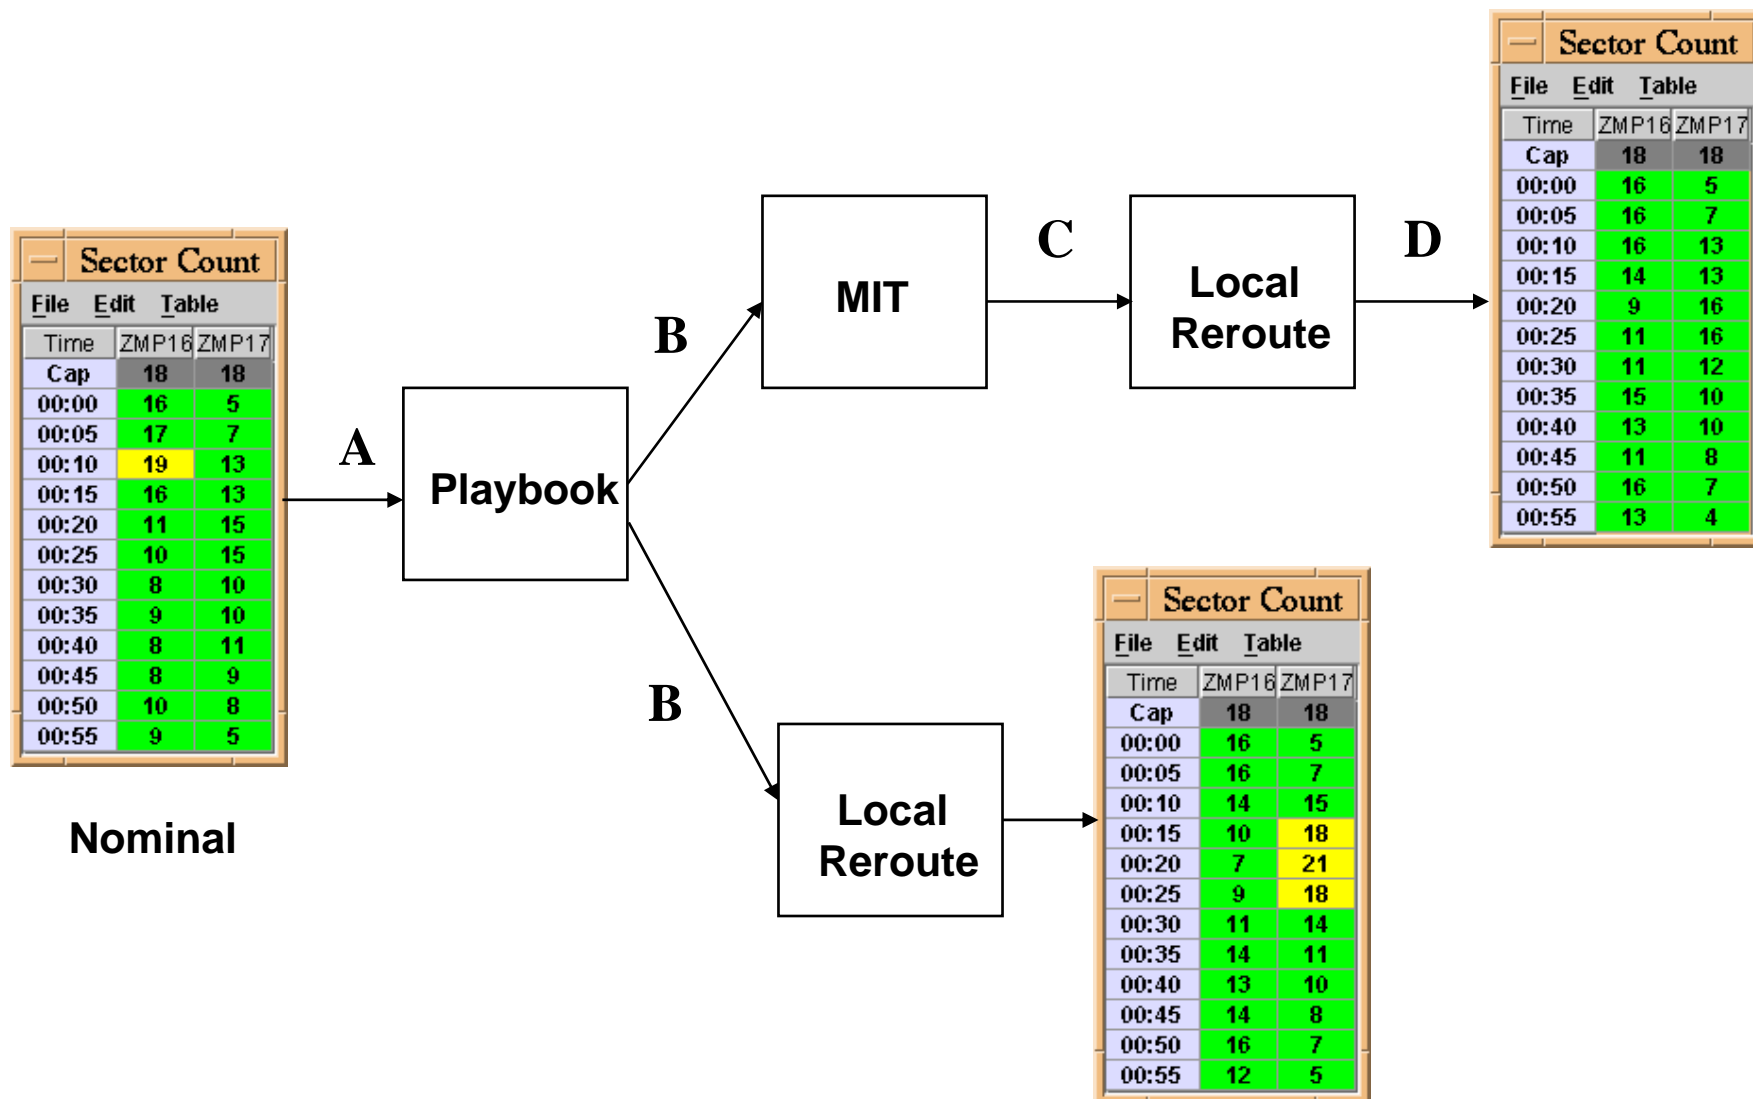 Sector Count
File Edit Table
Time ZMP16 ZMP17
Cap 18 18
00:00 16 5
00:05 17 7
00:10 19 13
00:15 16 13
00:20 11 15
00:25 10 15
00:30 8 10
00:35 9 10
00:40 8 11
00:45 8 9
00:50 10 8
00:55 9 5
Nominal
A
Playbook
B
MIT
C
Local
Reroute
D
Sector Count
File Edit Table
Time ZMP16 ZMP17
Cap 18 18
00:00 16 5
00:05 16 7
00:10 16 13
00:15 14 13
00:20 9 16
00:25 11 16
00:30 11 12
00:35 15 10
00:40 13 10
00:45 11 8
00:50 16 7
00:55 13 4
B
Local
Reroute
Sector Count
File Edit Table
Time ZMP16 ZMP17
Cap 18 18
00:00 16 5
00:05 16 7
00:10 14 15
00:15 10 18
00:20 7 21
00:25 9 18
00:30 11 14
00:35 14 11
00:40 13 10
00:45 14 8
00:50 16 7
00:55 12 5